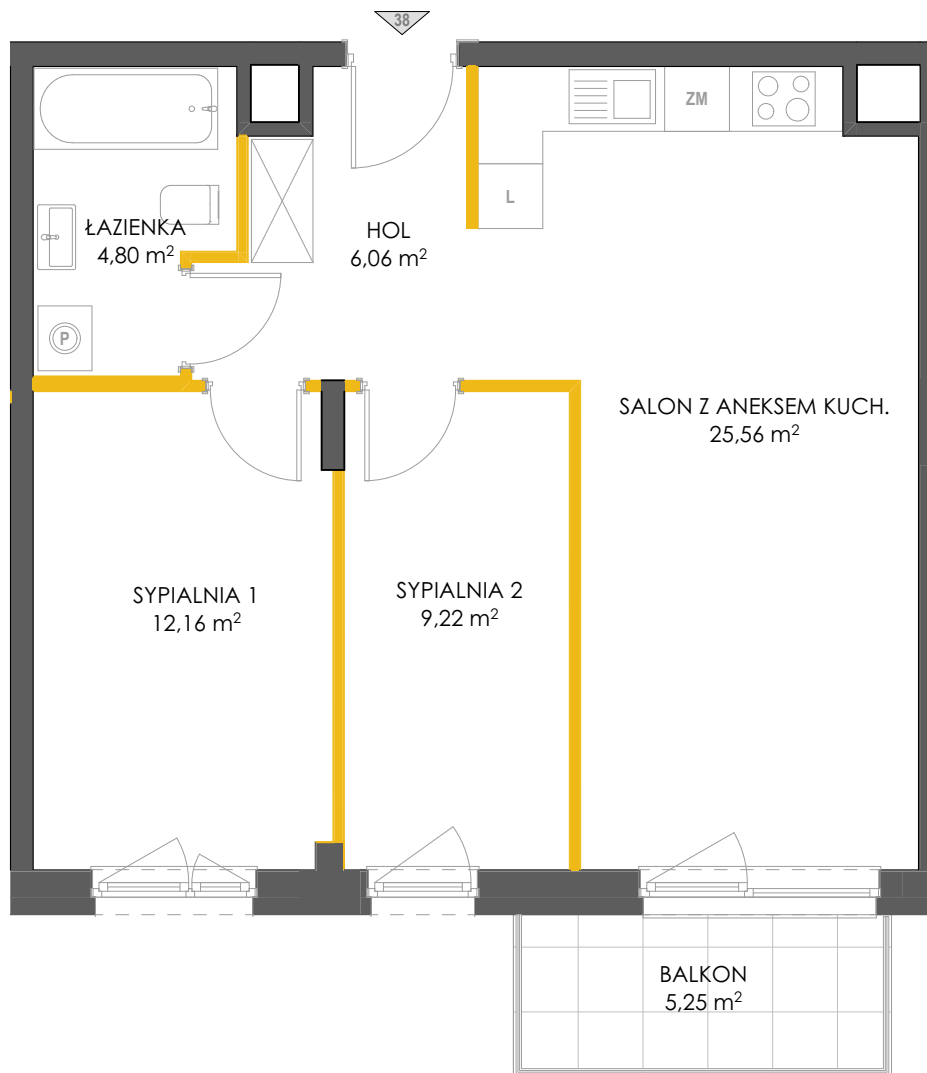 38
ZM
L
ŁAZIENKA
4,80 m²
HOL
6,06 m²
P
SALON Z ANEKSEM KUCH.
25,56 m²
SYPIALNIA 1
12,16 m²
SYPIALNIA 2
9,22 m²
BALKON
5,25 m²